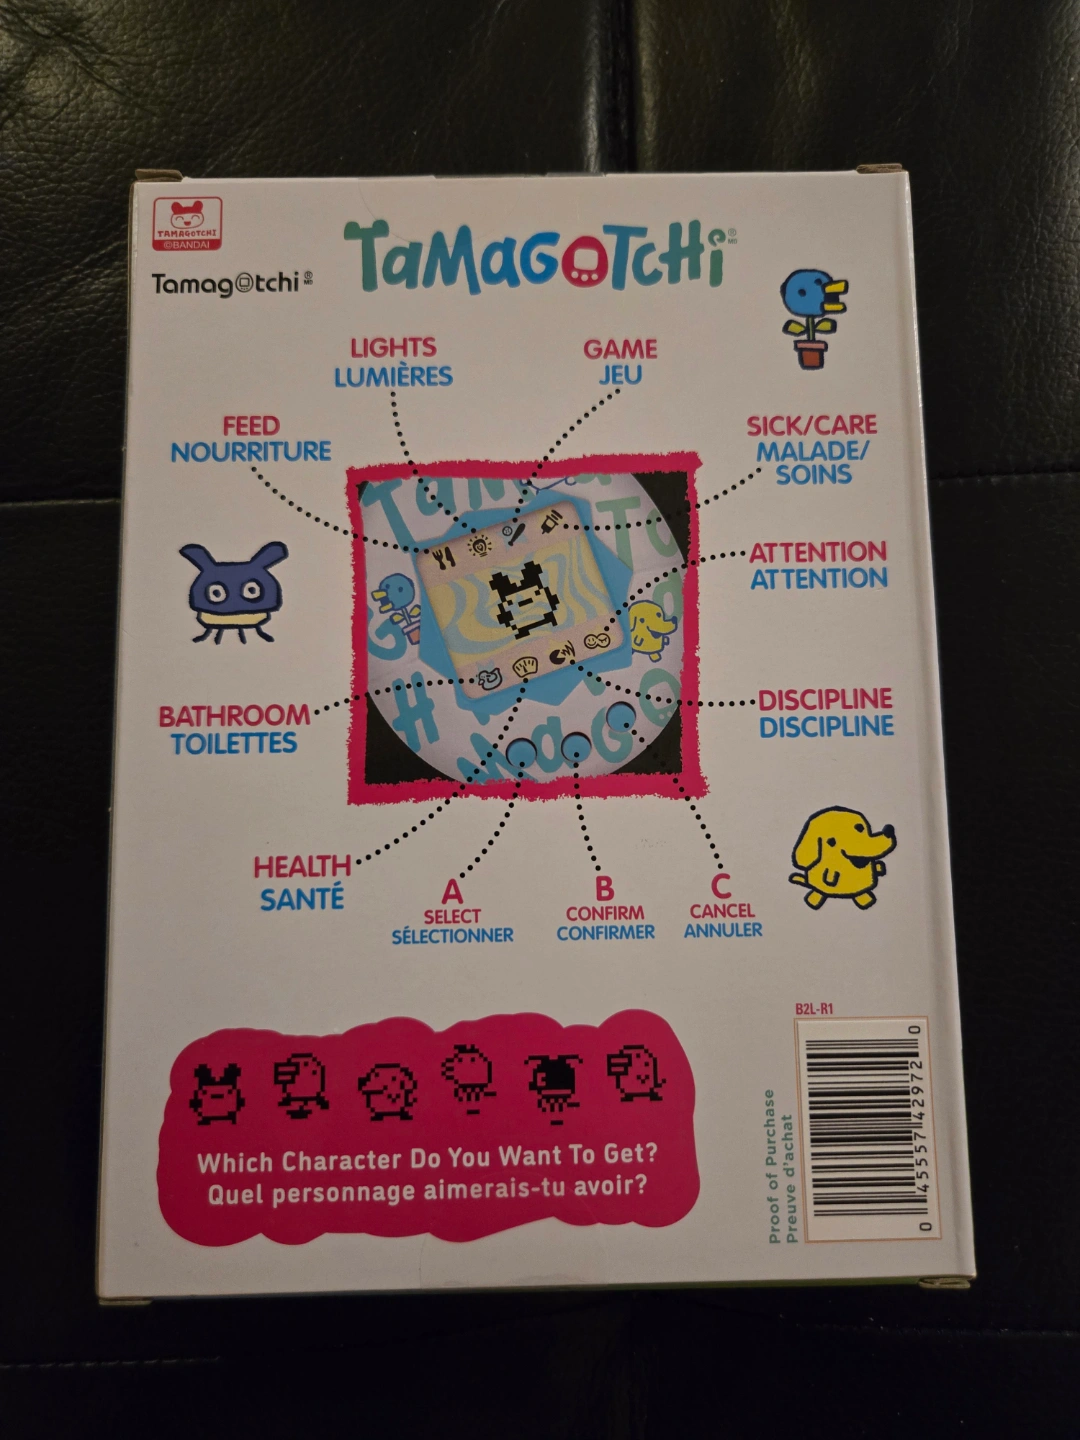 TAMAGOTCHI
©BANDAI
Tamagotchi ® MD
TaMaGoTCHi ® MD
LIGHTS
LUMIÈRES
GAME
JEU
FEED
NOURRITURE
SICK/CARE
MALADE/
SOINS
ATTENTION
ATTENTION
BATHROOM
TOILETTES
DISCIPLINE
DISCIPLINE
HEALTH
SANTÉ
A
SELECT
SÉLECTIONNER
B
CONFIRM
CONFIRMER
C
CANCEL
ANNULER
Which Character Do You Want To Get?
Quel personnage aimerais-tu avoir?
B2L-R1
Proof of Purchase
Preuve d'achat
0 45557 42972 0